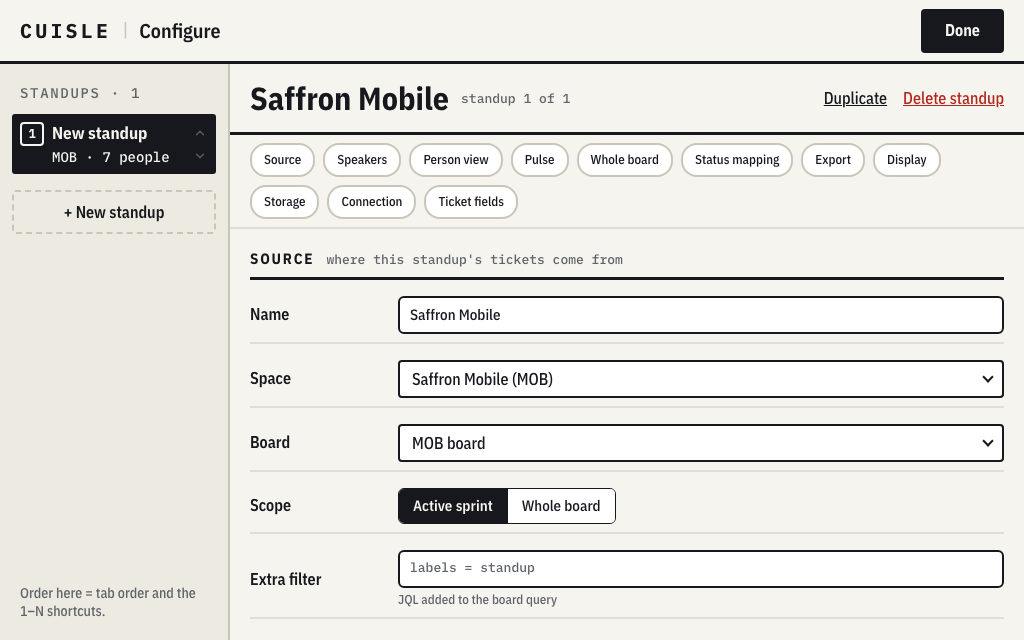 CUISLE
Configure
Done
STANDUPS · 1
1 New standup
MOB · 7 people
+ New standup
Order here = tab order and the
1–N shortcuts.
Saffron Mobile standup 1 of 1
Duplicate Delete standup
Source Speakers Person view Pulse Whole board Status mapping Export Display
Storage Connection Ticket fields
SOURCE where this standup's tickets come from
Name Saffron Mobile
Space Saffron Mobile (MOB)
Board MOB board
Scope Active sprint Whole board
Extra filter labels = standup
JQL added to the board query